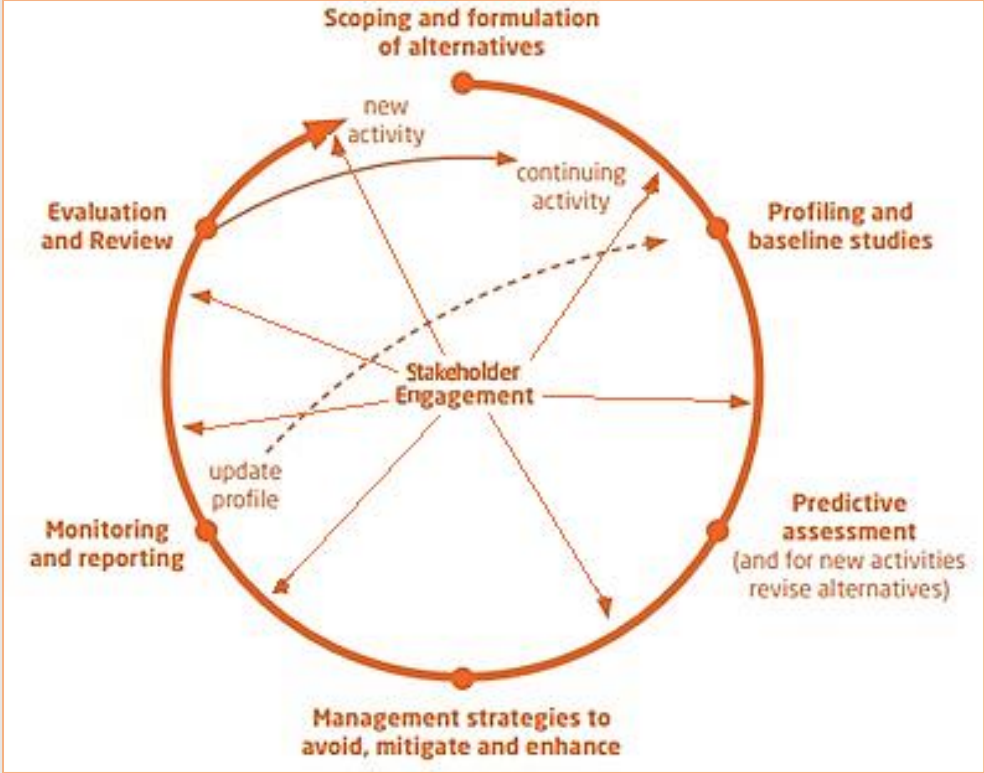 Scoping and formulation
of alternatives
new
activity
continuing
activity
Evaluation
and Review
Profiling and
baseline studies
Stakeholder
Engagement
update
profile
Monitoring
and reporting
Predictive
assessment
(and for new activities
revise alternatives)
Management strategies to
avoid, mitigate and enhance